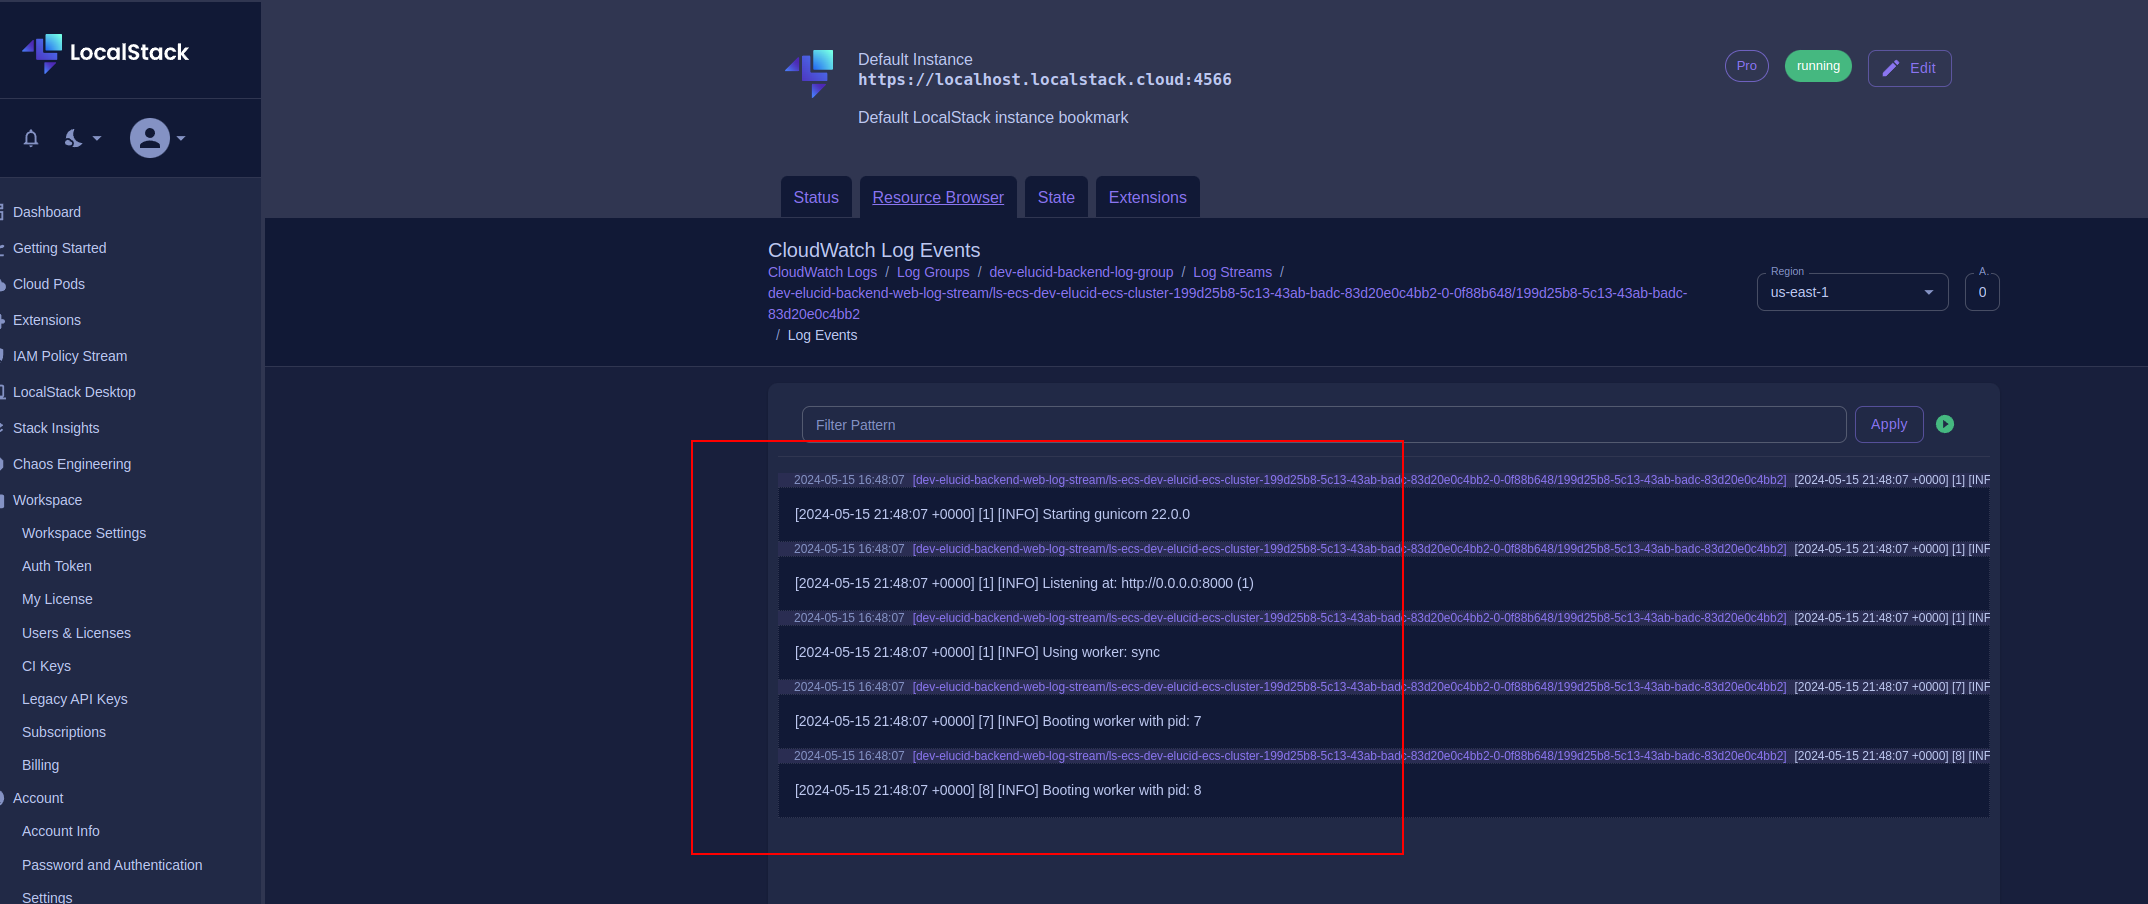 LocalStack
Default Instance
https://localhost.localstack.cloud:4566
Default LocalStack instance bookmark
Pro
running
Edit
Status
Resource Browser
State
Extensions
Dashboard
Getting Started
Cloud Pods
Extensions
IAM Policy Stream
LocalStack Desktop
Stack Insights
Chaos Engineering
Workspace
Workspace Settings
Auth Token
My License
Users & Licenses
CI Keys
Legacy API Keys
Subscriptions
Billing
Account
Account Info
Password and Authentication
Settings
CloudWatch Log Events
CloudWatch Logs / Log Groups / dev-elucid-backend-log-group / Log Streams /
dev-elucid-backend-web-log-stream/ls-ecs-dev-elucid-ecs-cluster-199d25b8-5c13-43ab-badc-83d20e0c4bb2-0-0f88b648/199d25b8-5c13-43ab-badc-
83d20e0c4bb2
/ Log Events
Region
us-east-1
A.
0
Filter Pattern
Apply
2024-05-15 16:48:07 [dev-elucid-backend-web-log-stream/ls-ecs-dev-elucid-ecs-cluster-199d25b8-5c13-43ab-badc-83d20e0c4bb2-0-0f88b648/199d25b8-5c13-43ab-badc-83d20e0c4bb2] [2024-05-15 21:48:07 +0000] [1] [INF
[2024-05-15 21:48:07 +0000] [1] [INFO] Starting gunicorn 22.0.0
2024-05-15 16:48:07 [dev-elucid-backend-web-log-stream/ls-ecs-dev-elucid-ecs-cluster-199d25b8-5c13-43ab-badc-83d20e0c4bb2-0-0f88b648/199d25b8-5c13-43ab-badc-83d20e0c4bb2] [2024-05-15 21:48:07 +0000] [1] [INF
[2024-05-15 21:48:07 +0000] [1] [INFO] Listening at: http://0.0.0.0:8000 (1)
2024-05-15 16:48:07 [dev-elucid-backend-web-log-stream/ls-ecs-dev-elucid-ecs-cluster-199d25b8-5c13-43ab-badc-83d20e0c4bb2-0-0f88b648/199d25b8-5c13-43ab-badc-83d20e0c4bb2] [2024-05-15 21:48:07 +0000] [1] [INF
[2024-05-15 21:48:07 +0000] [1] [INFO] Using worker: sync
2024-05-15 16:48:07 [dev-elucid-backend-web-log-stream/ls-ecs-dev-elucid-ecs-cluster-199d25b8-5c13-43ab-badc-83d20e0c4bb2-0-0f88b648/199d25b8-5c13-43ab-badc-83d20e0c4bb2] [2024-05-15 21:48:07 +0000] [7] [INF
[2024-05-15 21:48:07 +0000] [7] [INFO] Booting worker with pid: 7
2024-05-15 16:48:07 [dev-elucid-backend-web-log-stream/ls-ecs-dev-elucid-ecs-cluster-199d25b8-5c13-43ab-badc-83d20e0c4bb2-0-0f88b648/199d25b8-5c13-43ab-badc-83d20e0c4bb2] [2024-05-15 21:48:07 +0000] [8] [INF
[2024-05-15 21:48:07 +0000] [8] [INFO] Booting worker with pid: 8